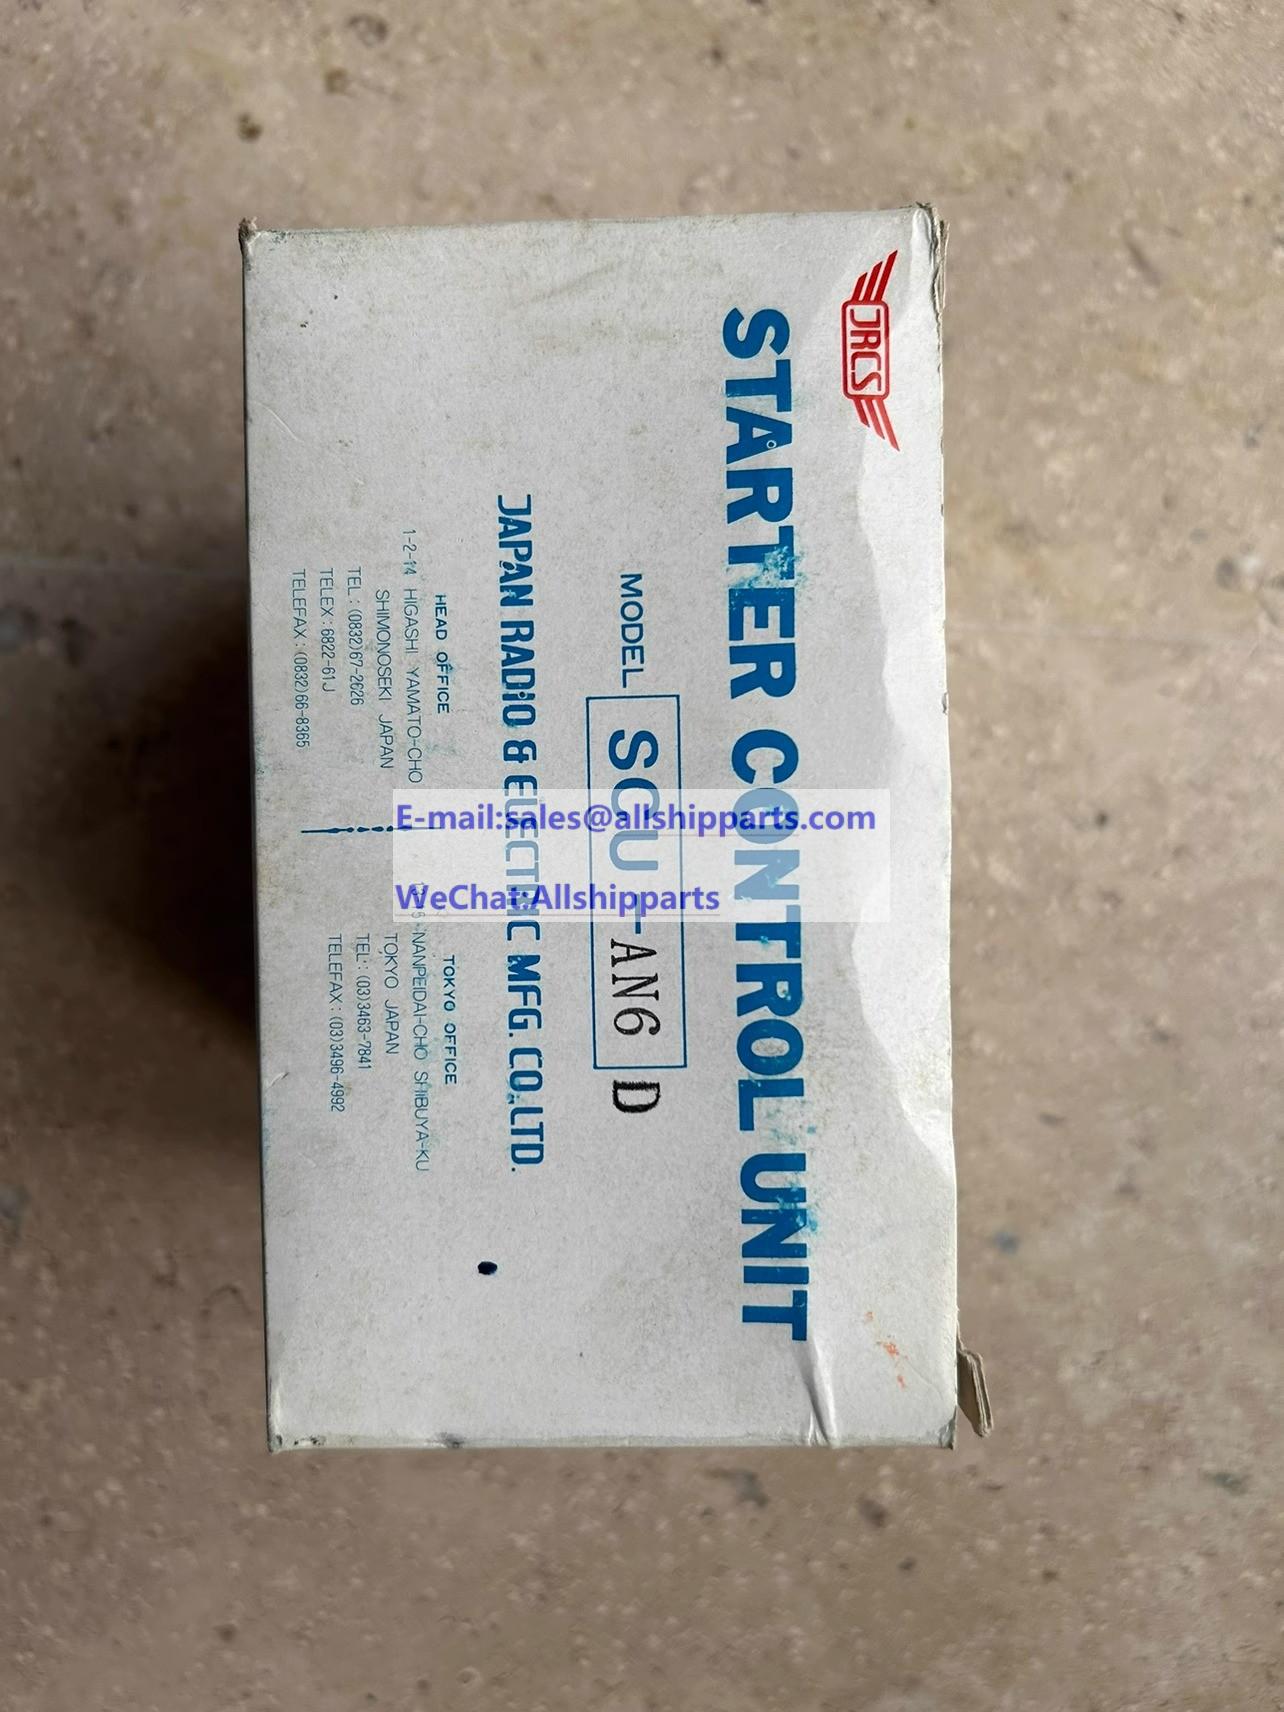 JRCS
STARTER CONTROL UNIT
MODEL SCU-AN6 D
JAPAN RADIO & ELECTRIC MFG. CO., LTD.
HEAD OFFICE
1-2-14 HIGASHI YAMATO-CHO
SHIMONOSEKI JAPAN
TEL : (0832)67-2626
TELEX : 6822-61J
TELEFAX : (0832)66-8365
TOKYO OFFICE
NANPEIDAI-CHO SHIBUYA-KU
TOKYO JAPAN
TEL : (03)3463-7841
TELEFAX : (03)3496-4992
E-mail:sales@allshipparts.com
WeChat:Allshipparts